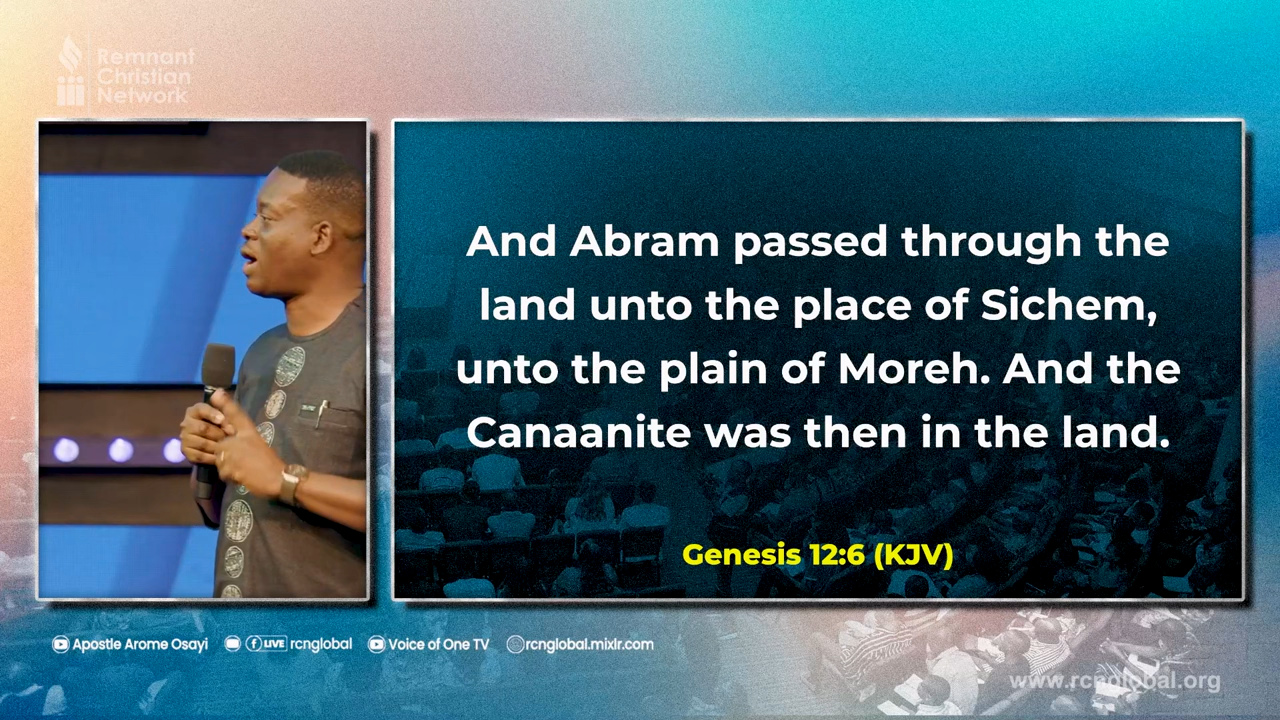 Remnant
Christian
Network
And Abram passed through the
land unto the place of Sichem,
unto the plain of Moreh. And the
Canaanite was then in the land.
Genesis 12:6 (KJV)
Apostle Arome Osayi LIVE rcnglobal Voice of One TV rcnglobal.mixlr.com
www.rcnglobal.org